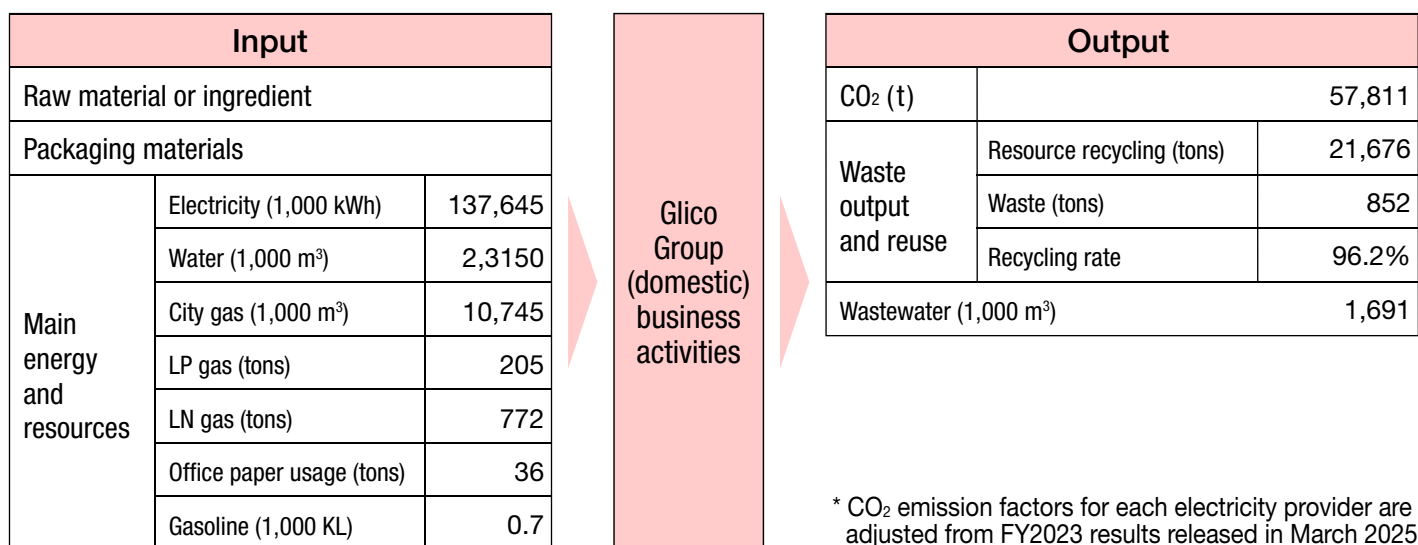 Input
Raw material or ingredient
Packaging materials
Main
energy
and
resources
Electricity (1,000 kWh) 137,645
Water (1,000 m³) 2,3150
City gas (1,000 m³) 10,745
LP gas (tons) 205
LN gas (tons) 772
Office paper usage (tons) 36
Gasoline (1,000 KL) 0.7
Glico
Group
(domestic)
business
activities
Output
CO₂ (t) 57,811
Waste
output
and reuse
Resource recycling (tons) 21,676
Waste (tons) 852
Recycling rate 96.2%
Wastewater (1,000 m³) 1,691
* CO₂ emission factors for each electricity provider are
adjusted from FY2023 results released in March 2025